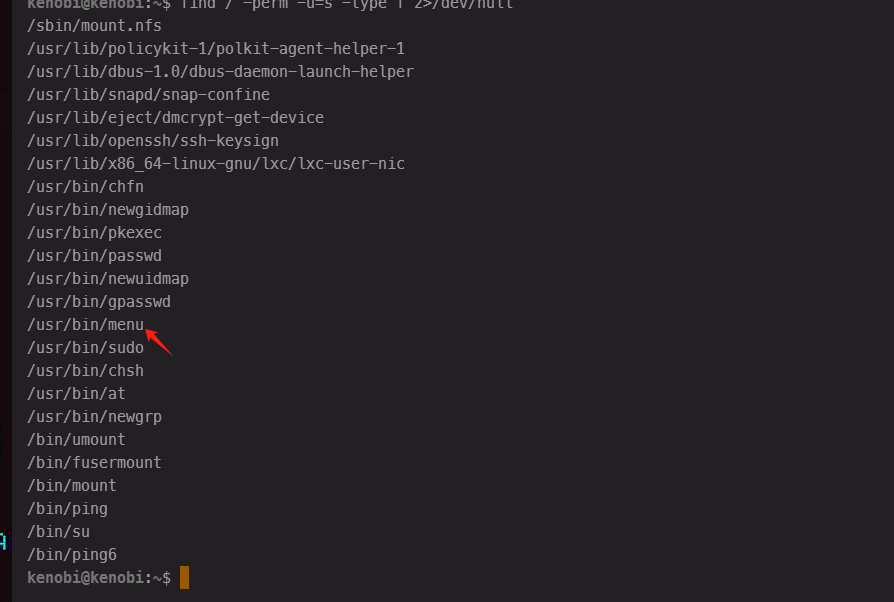 kenobi@kenobi:~$ find / -perm -u=s -type f 2>/dev/null
/sbin/mount.nfs
/usr/lib/policykit-1/polkit-agent-helper-1
/usr/lib/dbus-1.0/dbus-daemon-launch-helper
/usr/lib/snapd/snap-confine
/usr/lib/eject/dmcrypt-get-device
/usr/lib/openssh/ssh-keysign
/usr/lib/x86_64-linux-gnu/lxc/lxc-user-nic
/usr/bin/chfn
/usr/bin/newgidmap
/usr/bin/pkexec
/usr/bin/passwd
/usr/bin/newuidmap
/usr/bin/gpasswd
/usr/bin/menu
/usr/bin/sudo
/usr/bin/chsh
/usr/bin/at
/usr/bin/newgrp
/bin/umount
/bin/fusermount
/bin/mount
/bin/ping
/bin/su
/bin/ping6
kenobi@kenobi:~$